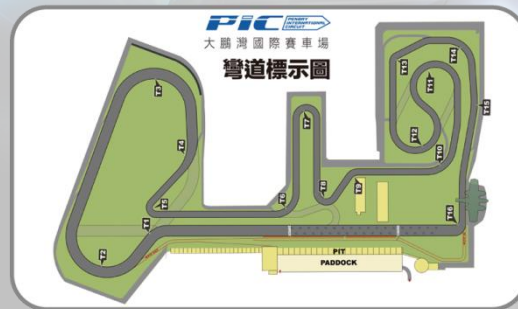 PIC PENBAY INTERNATIONAL CIRCUIT
大鵬灣國際賽車場
彎道標示圖
T13
T14
T11
T3
T15
T7
T12
T4
T10
T8
T9
T5
T6
T1
T16
T2
PIT
PADDOCK